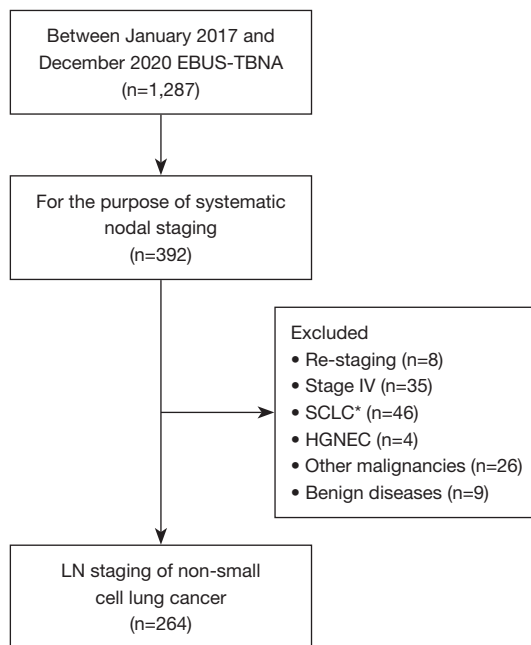 Between January 2017 and
December 2020 EBUS-TBNA
(n=1,287)
For the purpose of systematic
nodal staging
(n=392)
Excluded
• Re-staging (n=8)
• Stage IV (n=35)
• SCLC* (n=46)
• HGNEC (n=4)
• Other malignancies (n=26)
• Benign diseases (n=9)
LN staging of non-small
cell lung cancer
(n=264)